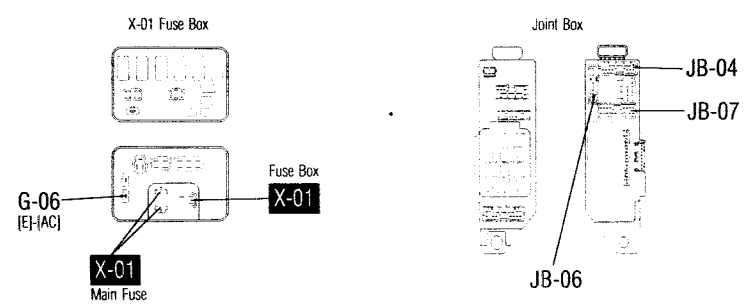 X-01 Fuse Box
Joint Box
JB-04
JB-07
G-06
[E]-[AC]
Fuse Box
X-01
X-01
Main Fuse
JB-06